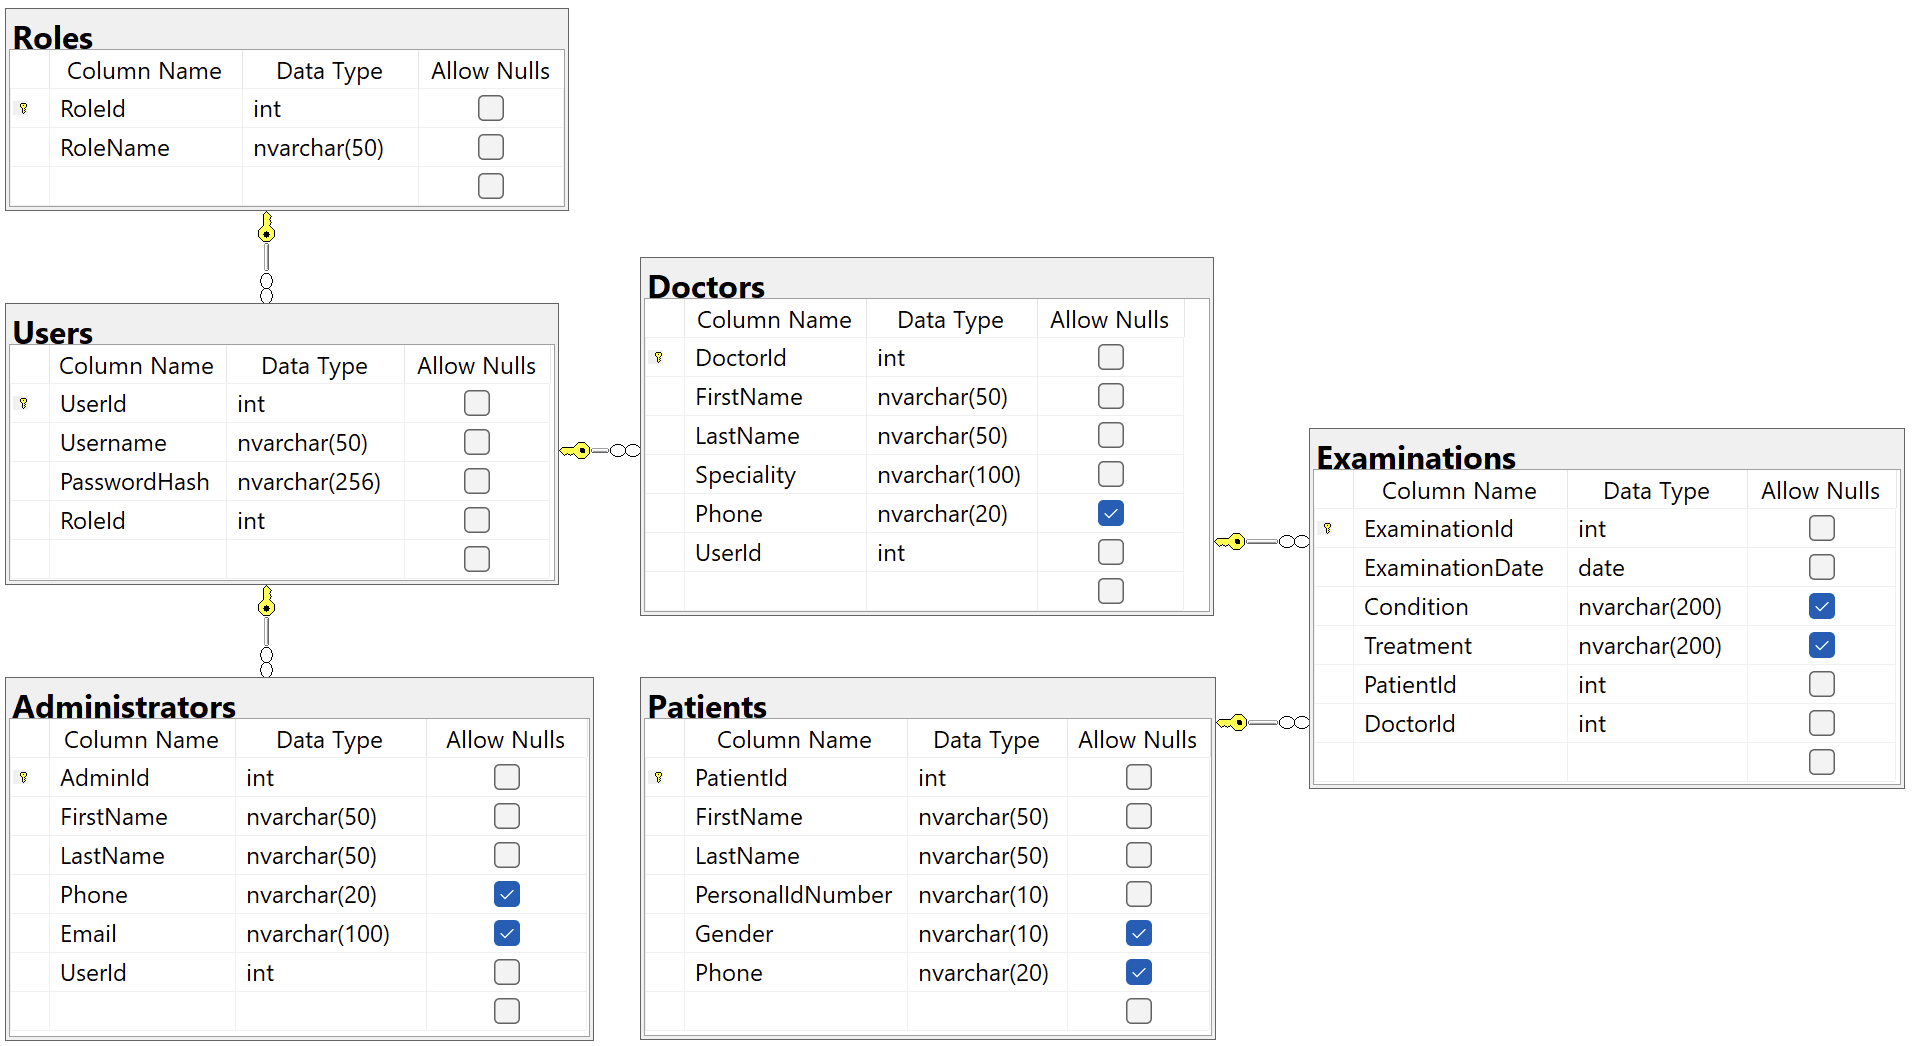 Roles
Column Name Data Type Allow Nulls
RoleId int
RoleName nvarchar(50)
Users
Column Name Data Type Allow Nulls
UserId int
Username nvarchar(50)
PasswordHash nvarchar(256)
RoleId int
Administrators
Column Name Data Type Allow Nulls
AdminId int
FirstName nvarchar(50)
LastName nvarchar(50)
Phone nvarchar(20)
Email nvarchar(100)
UserId int
Doctors
Column Name Data Type Allow Nulls
DoctorId int
FirstName nvarchar(50)
LastName nvarchar(50)
Speciality nvarchar(100)
Phone nvarchar(20)
UserId int
Patients
Column Name Data Type Allow Nulls
PatientId int
FirstName nvarchar(50)
LastName nvarchar(50)
PersonalIdNumber nvarchar(10)
Gender nvarchar(10)
Phone nvarchar(20)
Examinations
Column Name Data Type Allow Nulls
ExaminationId int
ExaminationDate date
Condition nvarchar(200)
Treatment nvarchar(200)
PatientId int
DoctorId int